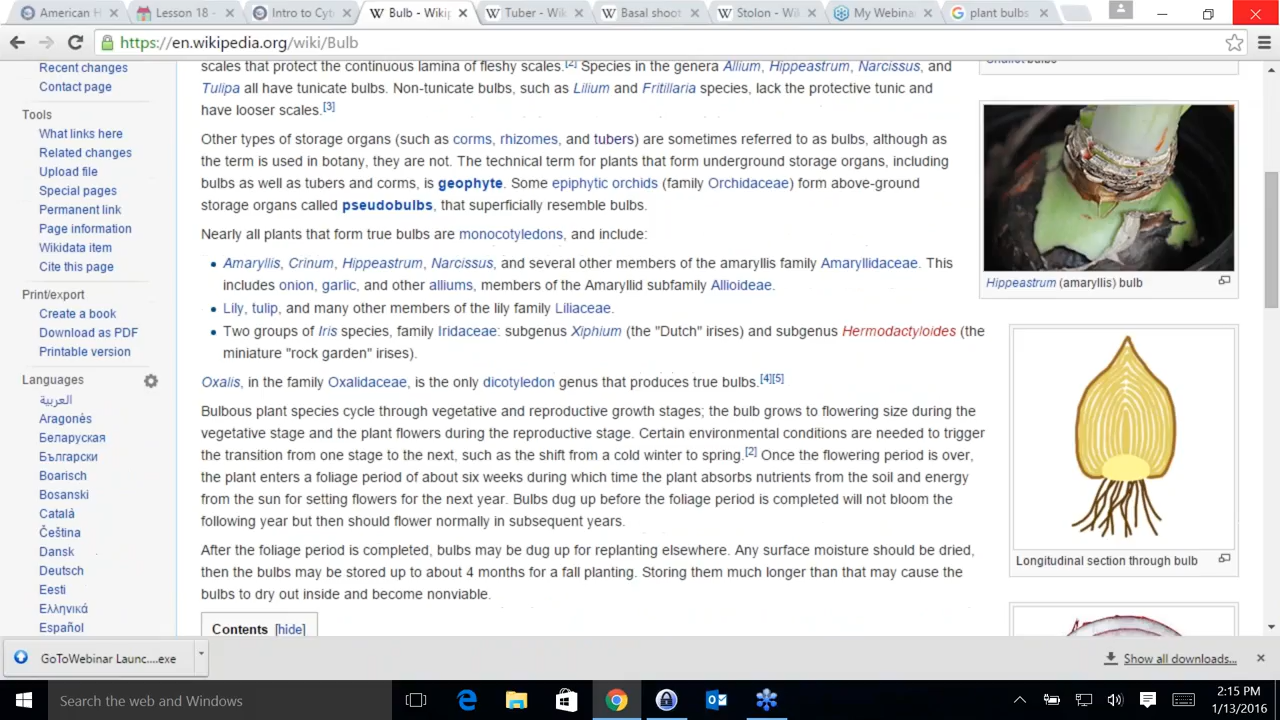 American H
Lesson 18 -
Intro to Cyt
Bulb - Wikip
Tuber - Wik
Basal shoot
Stolon - Wik
My Webina
plant bulbs
https://en.wikipedia.org/wiki/Bulb
Recent changes
Contact page
Tools
What links here
Related changes
Upload file
Special pages
Permanent link
Page information
Wikidata item
Cite this page
Print/export
Create a book
Download as PDF
Printable version
Languages
العربية
Aragonés
Беларуская
Български
Boarisch
Bosanski
Català
Čeština
Dansk
Deutsch
Eesti
Ελληνικά
Español
scales that protect the continuous lamina of fleshy scales.[2] Species in the genera Allium, Hippeastrum, Narcissus, and
Tulipa all have tunicate bulbs. Non-tunicate bulbs, such as Lilium and Fritillaria species, lack the protective tunic and
have looser scales.[3]
Other types of storage organs (such as corms, rhizomes, and tubers) are sometimes referred to as bulbs, although as
the term is used in botany, they are not. The technical term for plants that form underground storage organs, including
bulbs as well as tubers and corms, is geophyte. Some epiphytic orchids (family Orchidaceae) form above-ground
storage organs called pseudobulbs, that superficially resemble bulbs.
Nearly all plants that form true bulbs are monocotyledons, and include:
• Amaryllis, Crinum, Hippeastrum, Narcissus, and several other members of the amaryllis family Amaryllidaceae. This
includes onion, garlic, and other alliums, members of the Amaryllid subfamily Allioideae.
• Lily, tulip, and many other members of the lily family Liliaceae.
• Two groups of Iris species, family Iridaceae: subgenus Xiphium (the "Dutch" irises) and subgenus Hermodactyloides (the
miniature "rock garden" irises).
Oxalis, in the family Oxalidaceae, is the only dicotyledon genus that produces true bulbs.[4][5]
Bulbous plant species cycle through vegetative and reproductive growth stages; the bulb grows to flowering size during the
vegetative stage and the plant flowers during the reproductive stage. Certain environmental conditions are needed to trigger
the transition from one stage to the next, such as the shift from a cold winter to spring.[2] Once the flowering period is over,
the plant enters a foliage period of about six weeks during which time the plant absorbs nutrients from the soil and energy
from the sun for setting flowers for the next year. Bulbs dug up before the foliage period is completed will not bloom the
following year but then should flower normally in subsequent years.
After the foliage period is completed, bulbs may be dug up for replanting elsewhere. Any surface moisture should be dried,
then the bulbs may be stored up to about 4 months for a fall planting. Storing them much longer than that may cause the
bulbs to dry out inside and become nonviable.
Contents [hide]
Shallot bulbs
Hippeastrum (amaryllis) bulb
Longitudinal section through bulb
GoToWebinar Launc....exe
Show all downloads...
Search the web and Windows
2:15 PM
1/13/2016